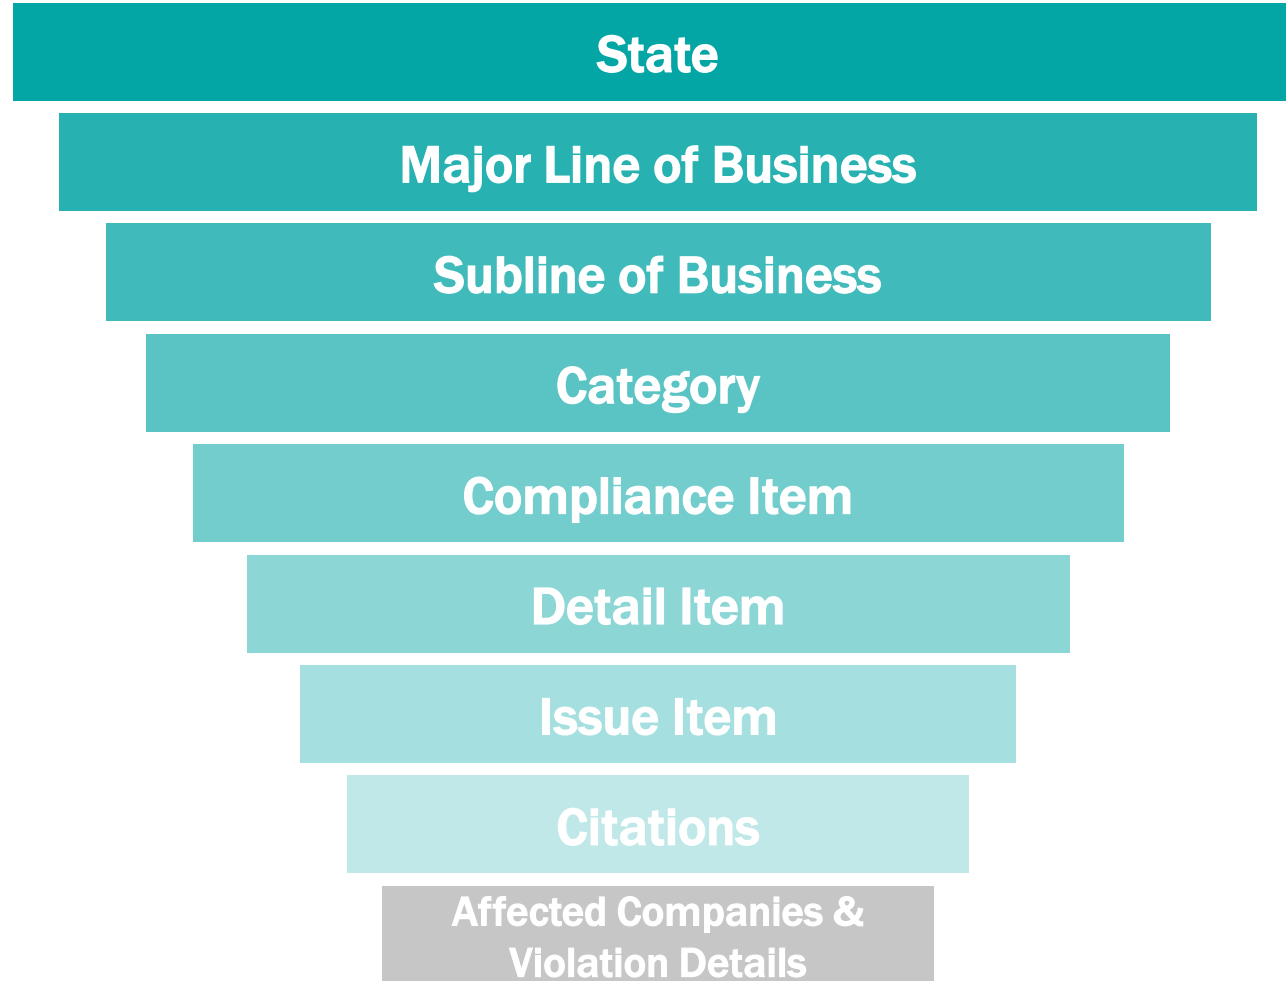 State
Major Line of Business
Subline of Business
Category
Compliance Item
Detail Item
Issue Item
Citations
Affected Companies &
Violation Details